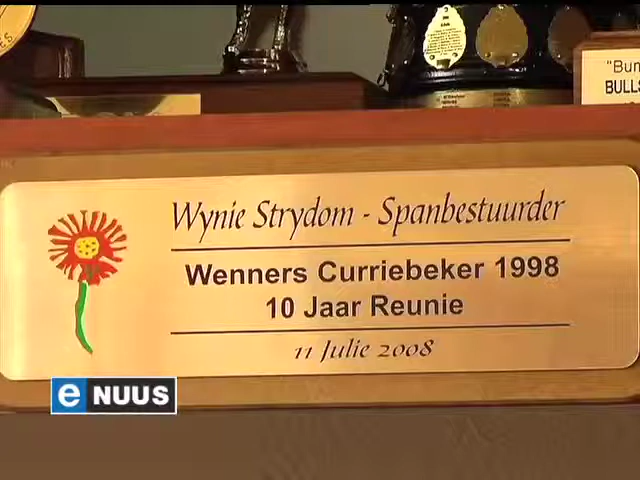 "Bun
BULLS
Wynie Strydom - Spanbestuurder
Wenners Curriebeker 1998
10 Jaar Reunie
11 Julie 2008
e NUUS